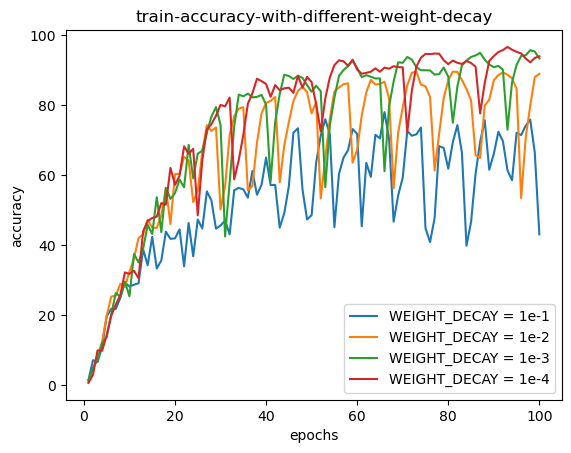 train-accuracy-with-different-weight-decay
100
80
60
40
20
0
accuracy
0
20
40
60
80
100
epochs
WEIGHT_DECAY = 1e-1
WEIGHT_DECAY = 1e-2
WEIGHT_DECAY = 1e-3
WEIGHT_DECAY = 1e-4